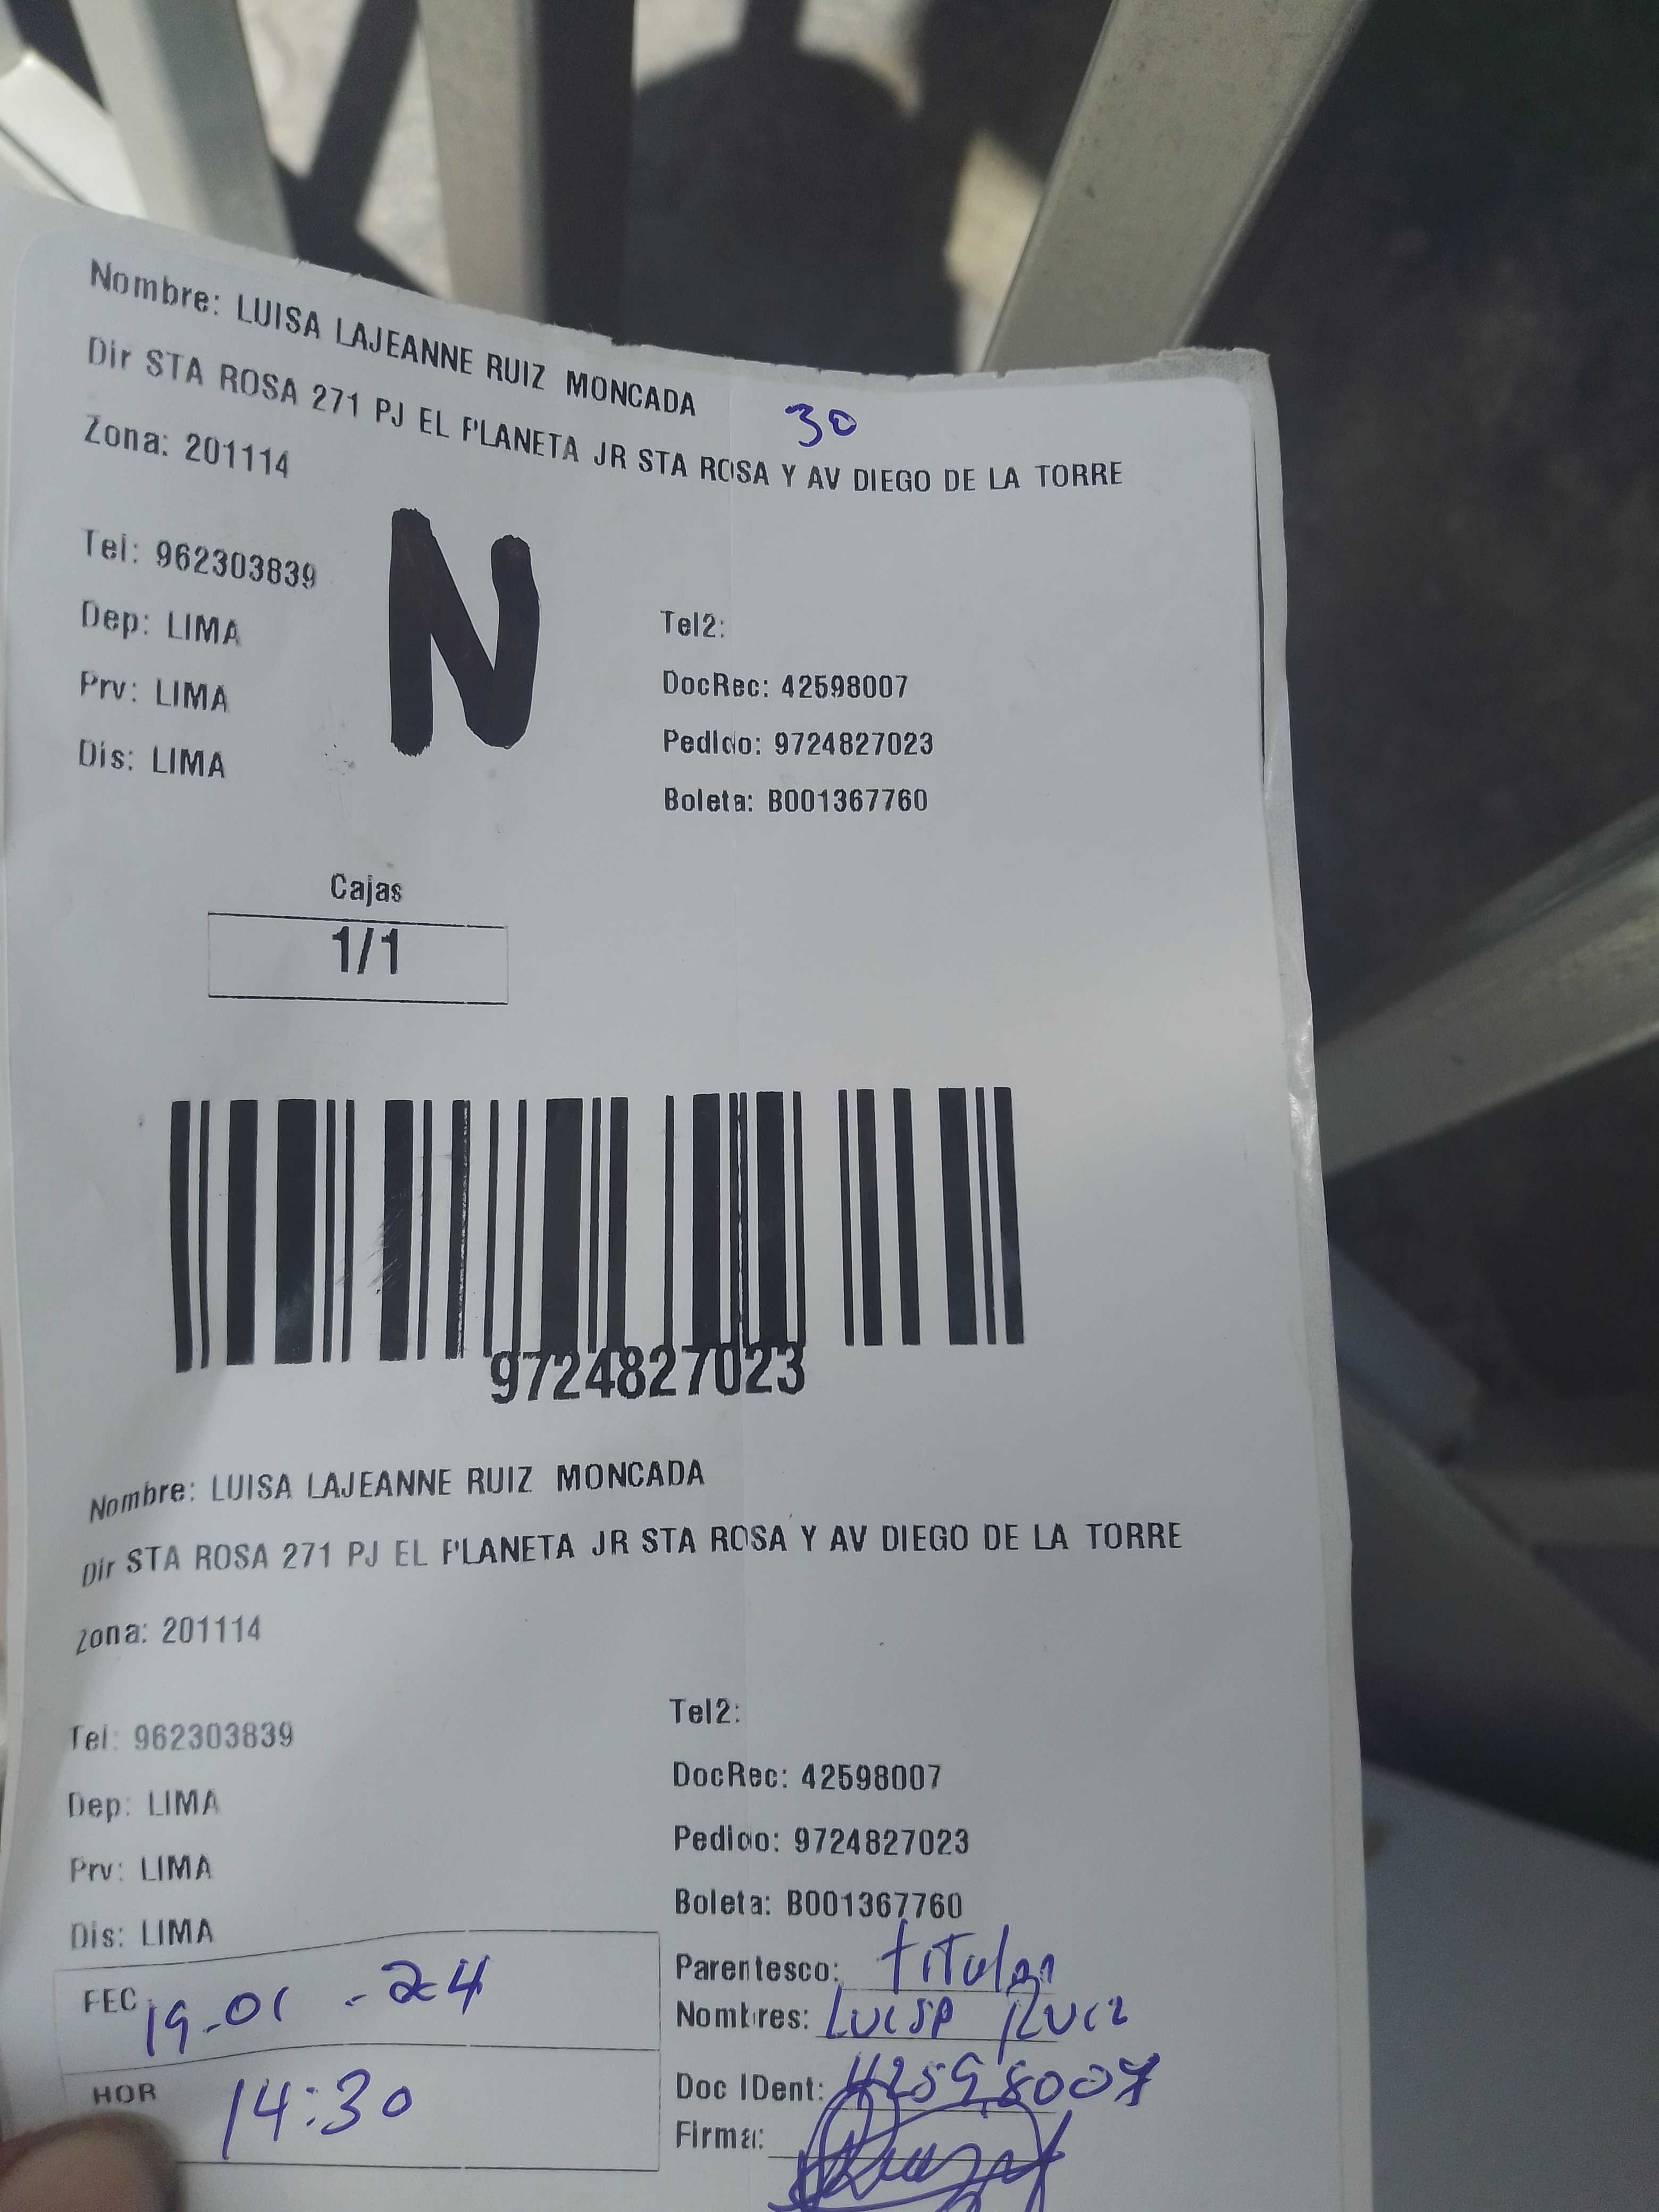 Nombre: LUISA LAJEANNE RUIZ MONCADA
30
Dir STA ROSA 271 PJ EL PLANETA JR STA ROSA Y AV DIEGO DE LA TORRE
Zona: 201114
N
Tel: 962303839
Tel2:
Dep: LIMA
DocRec: 42598007
Prv: LIMA
Pedido: 9724827023
Dis: LIMA
Boleta: B001367760
Cajas
1/1
9724827023
Nombre: LUISA LAJEANNE RUIZ MONCADA
Dir STA ROSA 271 PJ EL PLANETA JR STA ROSA Y AV DIEGO DE LA TORRE
Zona: 201114
Tel: 962303839
Tel2:
Dep: LIMA
DocRec: 42598007
Prv: LIMA
Pedido: 9724827023
Dis: LIMA
Boleta: B001367760
FEC 19-01-24
Parentesco: titular
Nombres: Luisa Ruiz
HOR 14:30
Doc IDent: 42598007
Firma: